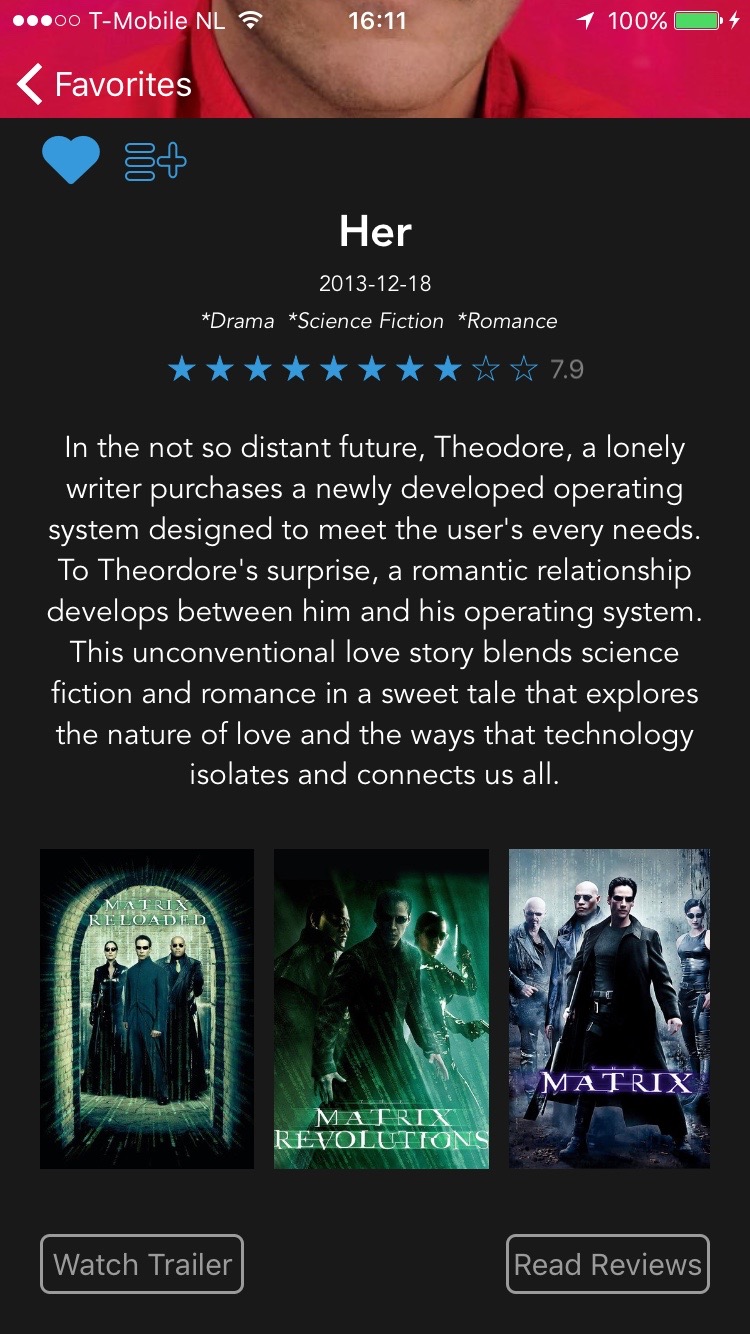 T-Mobile NL 16:11 100%
Favorites
Her
2013-12-18
*Drama *Science Fiction *Romance
7.9
In the not so distant future, Theodore, a lonely
writer purchases a newly developed operating
system designed to meet the user's every needs.
To Theordore's surprise, a romantic relationship
develops between him and his operating system.
This unconventional love story blends science
fiction and romance in a sweet tale that explores
the nature of love and the ways that technology
isolates and connects us all.
MATRIX
RELOADED
MATRIX
REVOLUTIONS
MATRIX
Watch Trailer
Read Reviews